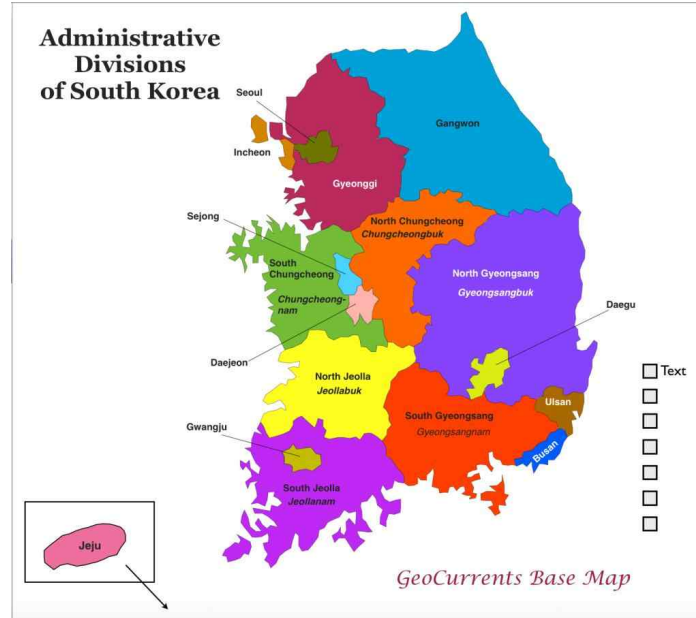 Administrative
Divisions
of South Korea
Seoul
Gangwon
Incheon
Gyeonggi
Sejong
North Chungcheong
Chungcheongbuk
South
Chungcheong
Chungcheong-
nam
North Gyeongsang
Gyeongsangbuk
Daegu
Daejeon
North Jeolla
Jeollabuk
Text
Ulsan
South Gyeongsang
Gyeongsangnam
Gwangju
Busan
South Jeolla
Jeollanam
Jeju
GeoCurrents Base Map